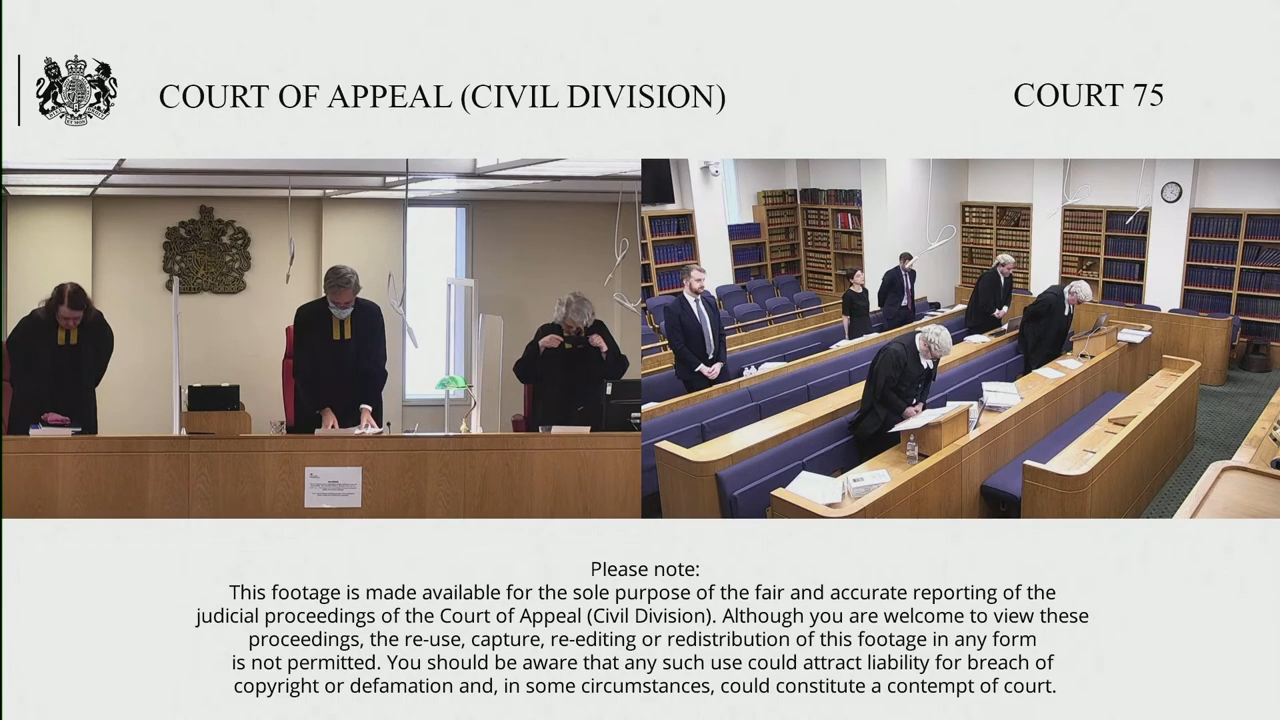 COURT OF APPEAL (CIVIL DIVISION)
COURT 75
Please note:
This footage is made available for the sole purpose of the fair and accurate reporting of the
judicial proceedings of the Court of Appeal (Civil Division). Although you are welcome to view these
proceedings, the re-use, capture, re-editing or redistribution of this footage in any form
is not permitted. You should be aware that any such use could attract liability for breach of
copyright or defamation and, in some circumstances, could constitute a contempt of court.